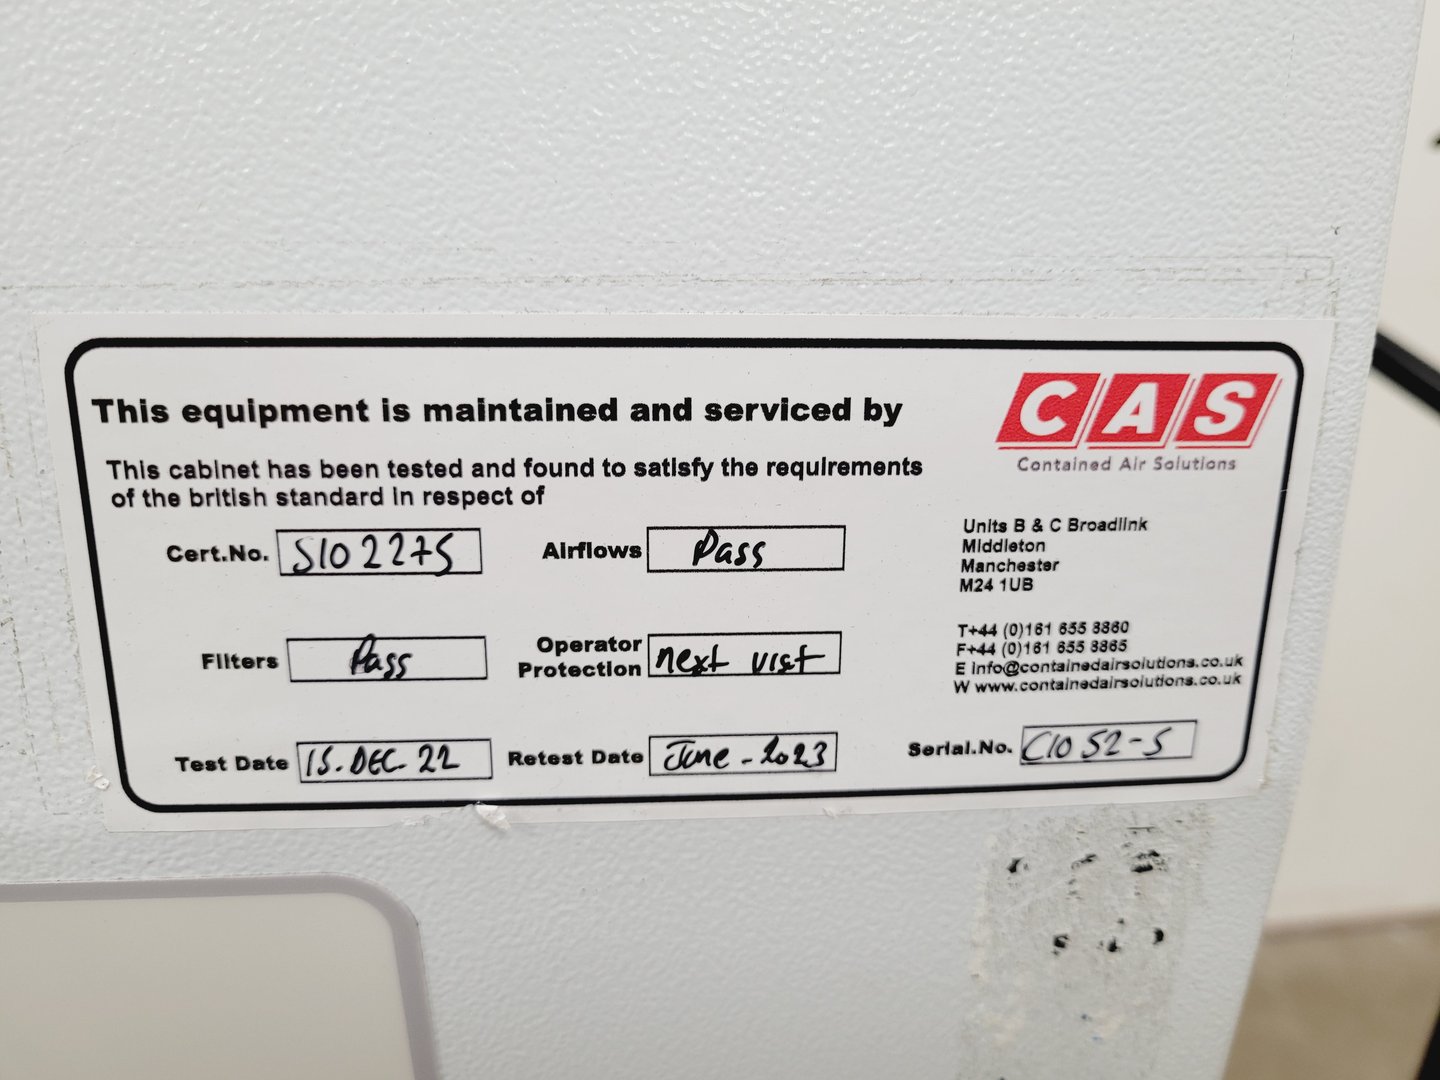 This equipment is maintained and serviced by
CAS
Contained Air Solutions
This cabinet has been tested and found to satisfy the requirements
of the british standard in respect of
Cert.No. S102275
Airflows Pass
Filters Pass
Operator Protection next vist
Test Date 15.DEC.22
Retest Date June-2023
Units B & C Broadlink
Middleton
Manchester
M24 1UB
T+44 (0)161 655 8860
F+44 (0)161 655 8865
E info@containedairsolutions.co.uk
W www.containedairsolutions.co.uk
Serial.No. C10 52-5